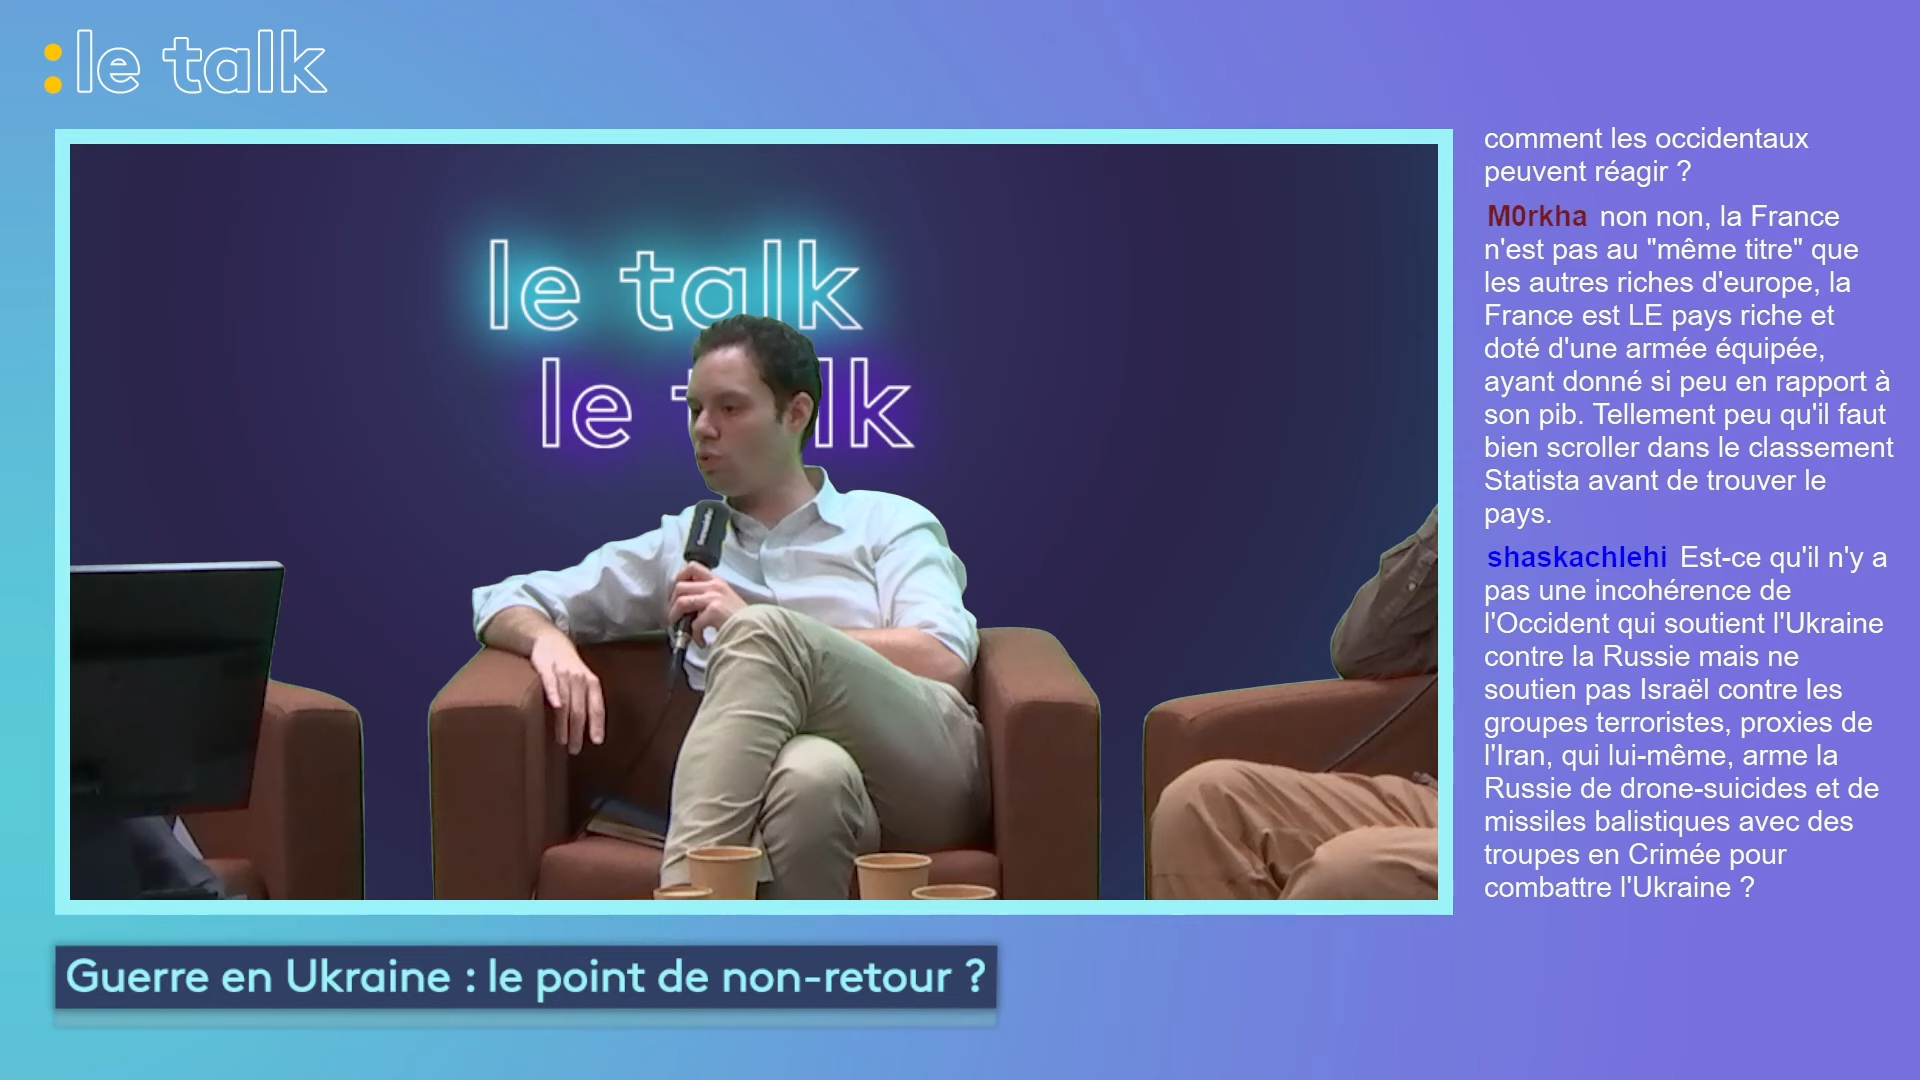 : le talk
le talk
le t lk
comment les occidentaux
peuvent réagir ?
M0rkha non non, la France
n'est pas au "même titre" que
les autres riches d'europe, la
France est LE pays riche et
doté d'une armée équipée,
ayant donné si peu en rapport à
son pib. Tellement peu qu'il faut
bien scroller dans le classement
Statista avant de trouver le
pays.
shaskachlehi Est-ce qu'il n'y a
pas une incohérence de
l'Occident qui soutient l'Ukraine
contre la Russie mais ne
soutien pas Israël contre les
groupes terroristes, proxies de
l'Iran, qui lui-même, arme la
Russie de drone-suicides et de
missiles balistiques avec des
troupes en Crimée pour
combattre l'Ukraine ?
Guerre en Ukraine : le point de non-retour ?